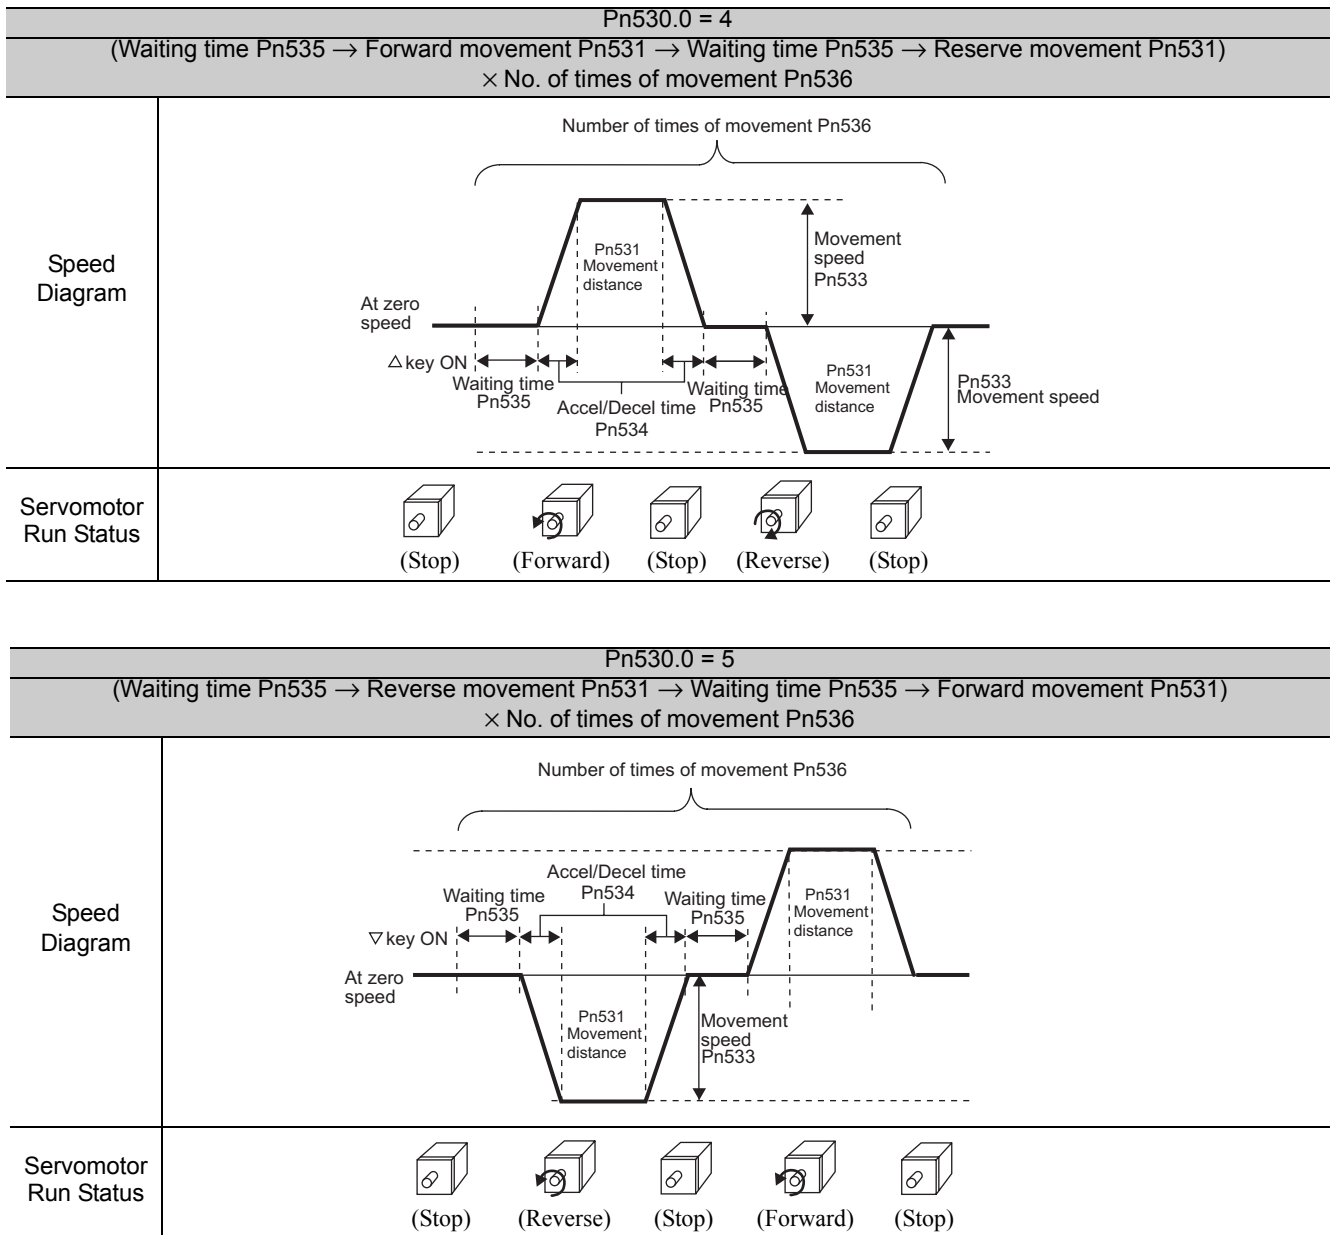 Pn530.0 = 4
(Waiting time Pn535 → Forward movement Pn531 → Waiting time Pn535 → Reserve movement Pn531)
× No. of times of movement Pn536
Speed
Diagram
Number of times of movement Pn536
Pn531
Movement
distance
Movement
speed
Pn533
At zero
speed
△ key ON
Waiting time
Pn535
Accel/Decel time
Pn534
Waiting time
Pn535
Pn531
Movement
distance
Pn533
Movement speed
Servomotor
Run Status
(Stop) (Forward) (Stop) (Reverse) (Stop)
Pn530.0 = 5
(Waiting time Pn535 → Reverse movement Pn531 → Waiting time Pn535 → Forward movement Pn531)
× No. of times of movement Pn536
Speed
Diagram
Number of times of movement Pn536
Accel/Decel time
Pn534
Waiting time
Pn535
Waiting time
Pn535
Pn531
Movement
distance
▽ key ON
At zero
speed
Pn531
Movement
distance
Movement
speed
Pn533
Servomotor
Run Status
(Stop) (Reverse) (Stop) (Forward) (Stop)